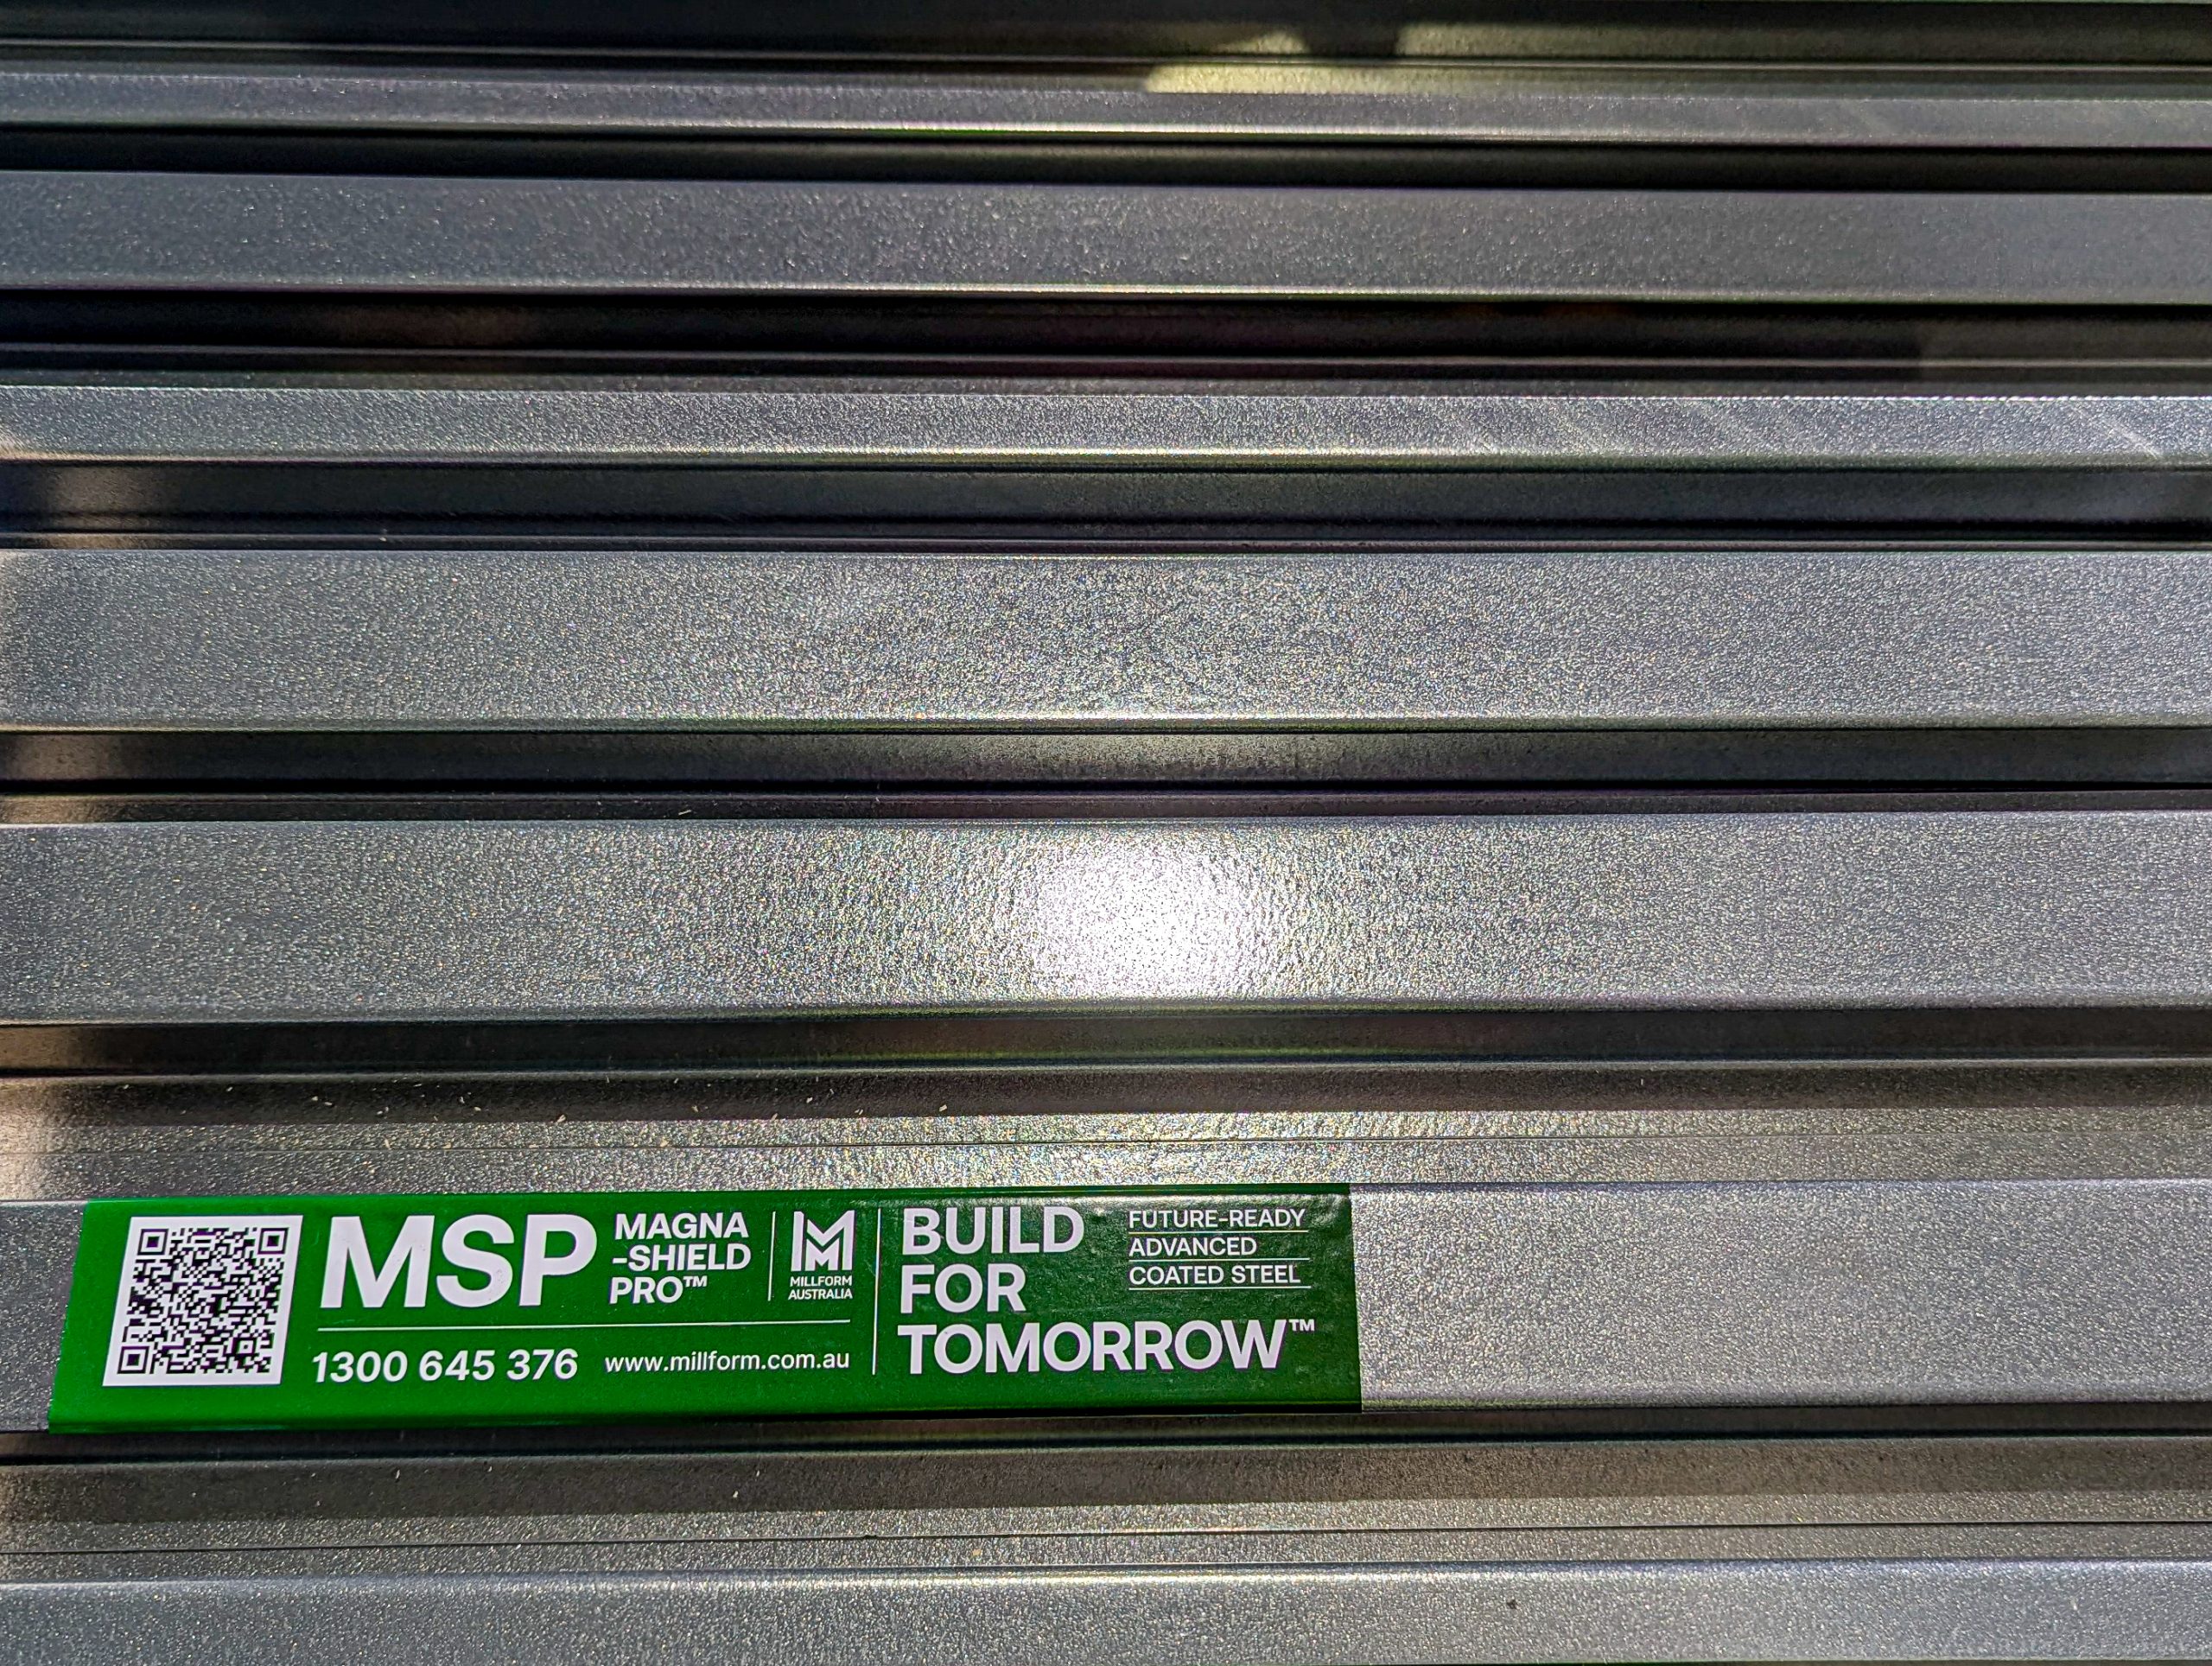 MSP
MAGNA
-SHIELD
PRO™
MILLFORM
AUSTRALIA
1300 645 376 www.millform.com.au
BUILD
FOR
TOMORROW™
FUTURE-READY
ADVANCED
COATED STEEL